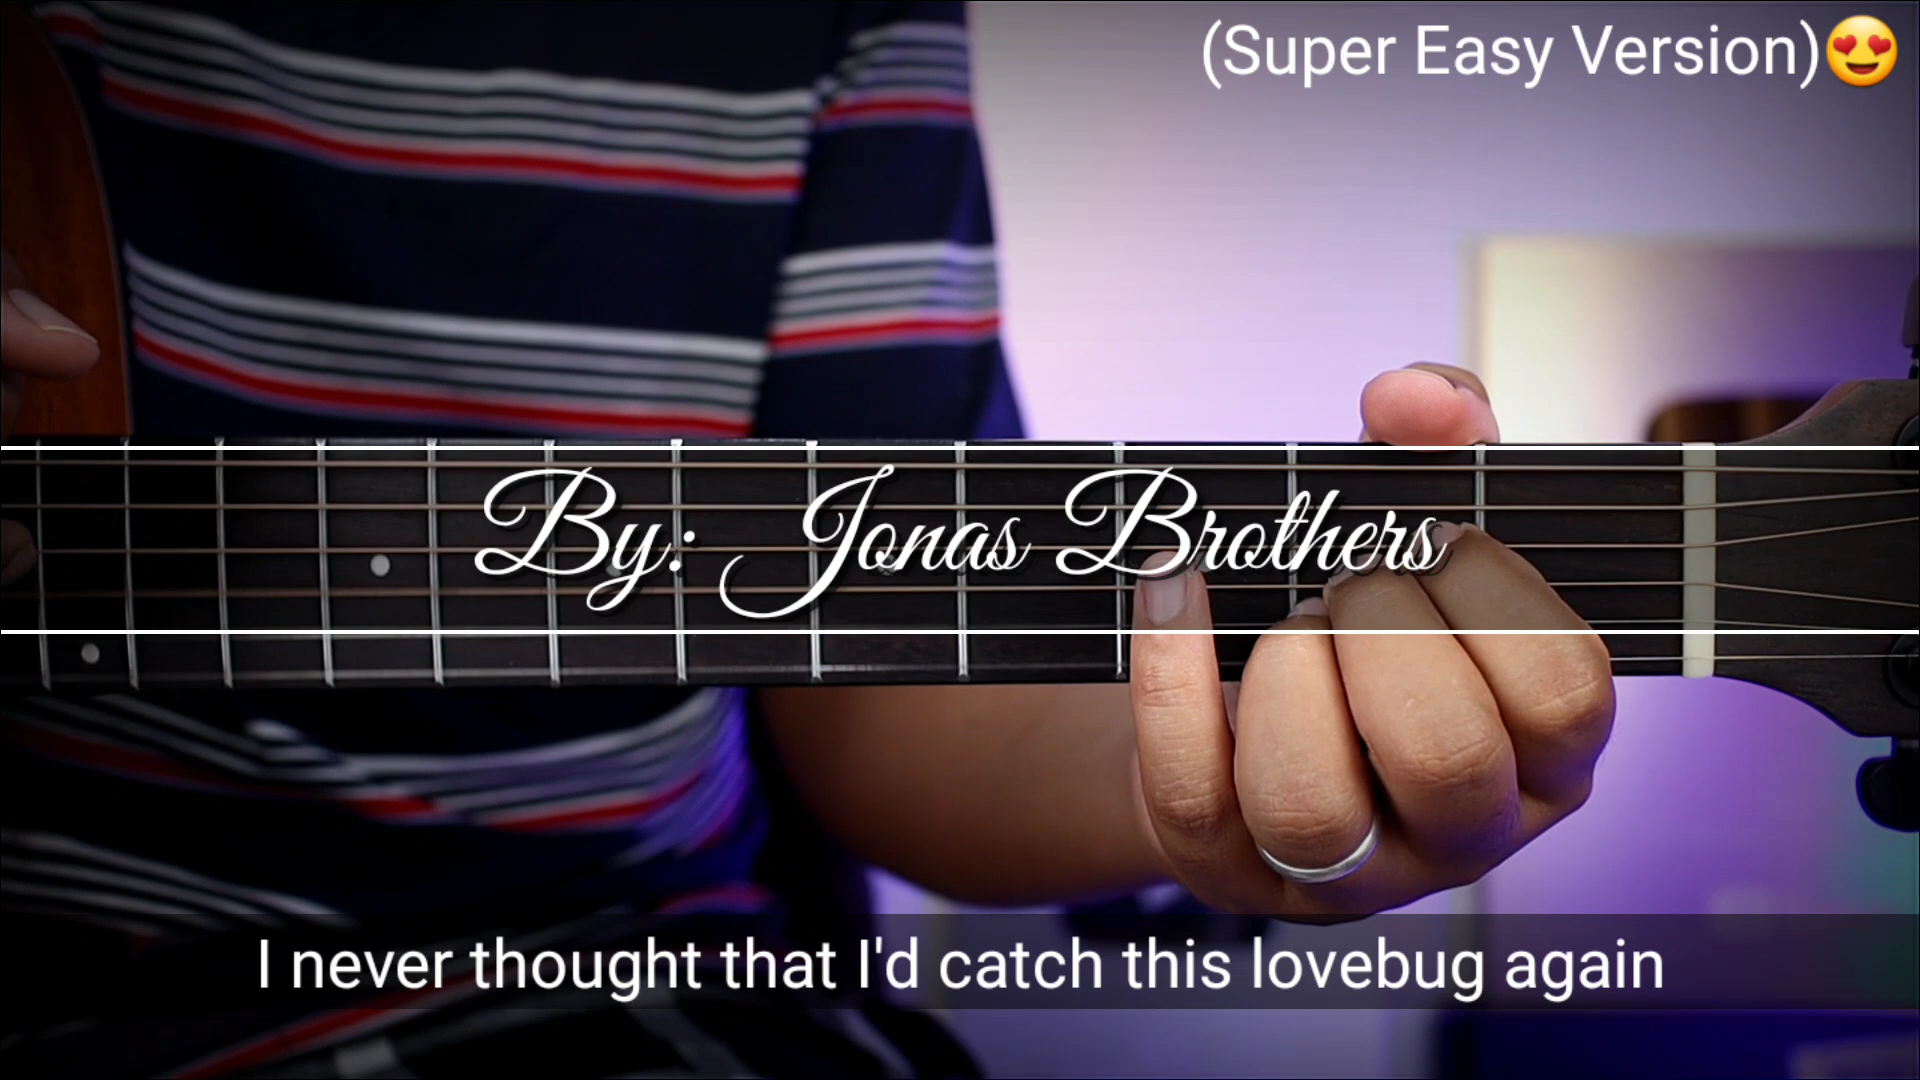 (Super Easy Version)😍
By: Jonas Brothers
I never thought that I'd catch this lovebug again